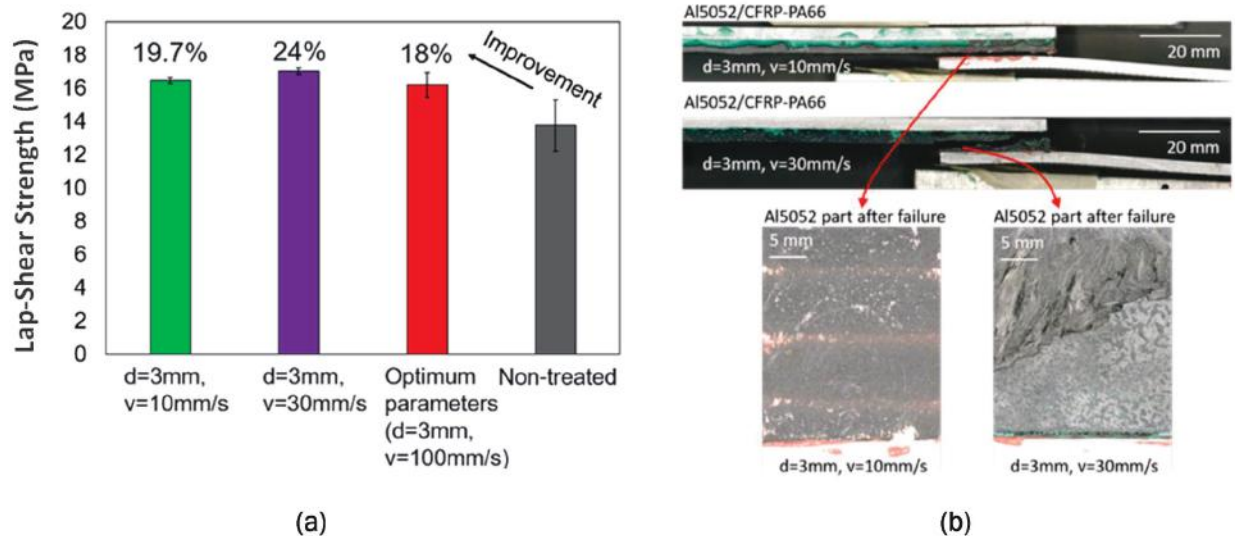 Lap-Shear Strength (MPa)
20
18
16
14
12
10
8
6
4
2
0
19.7%
24%
18%
Improvement
d=3mm,
v=10mm/s
d=3mm,
v=30mm/s
Optimum
parameters
(d=3mm,
v=100mm/s)
Non-treated
(a)
Al5052/CFRP-PA66
20 mm
d=3mm, v=10mm/s
Al5052/CFRP-PA66
20 mm
d=3mm, v=30mm/s
Al5052 part after failure
5 mm
d=3mm, v=10mm/s
Al5052 part after failure
5 mm
d=3mm, v=30mm/s
(b)